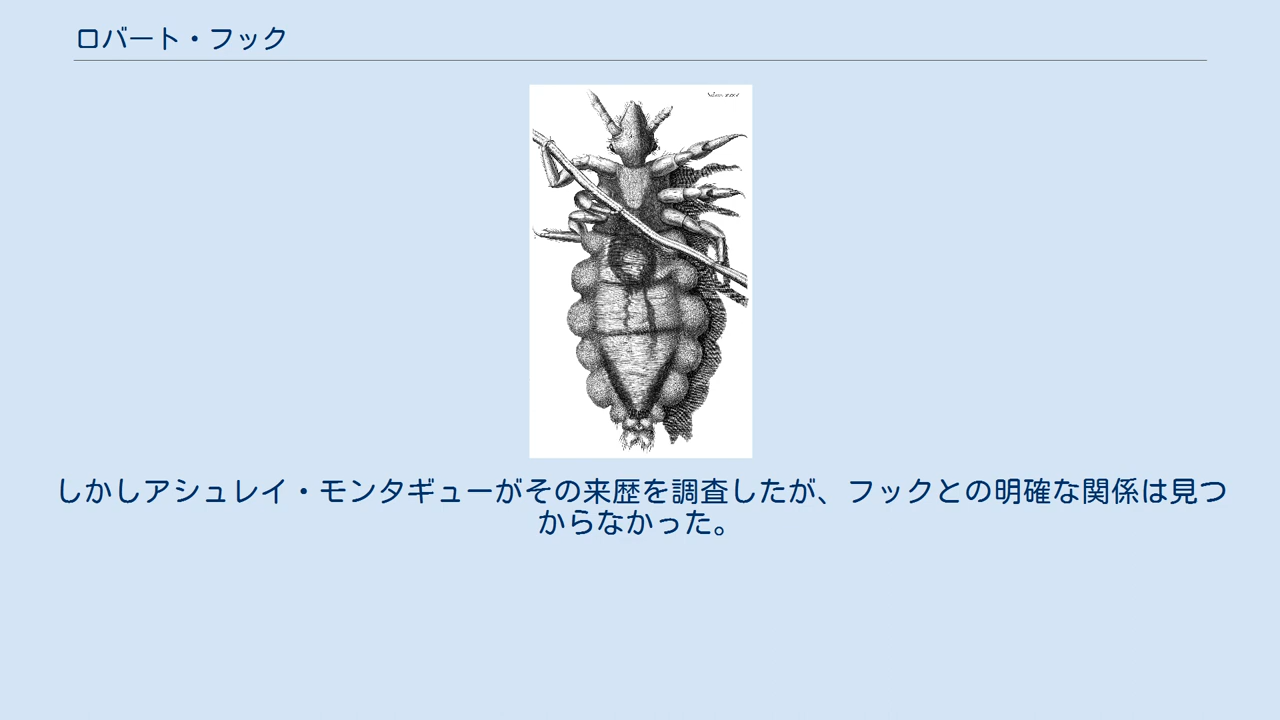 ロバート・フック
しかしアシュレイ・モンタギューがその来歴を調査したが、フックとの明確な関係は見つ
からなかった。